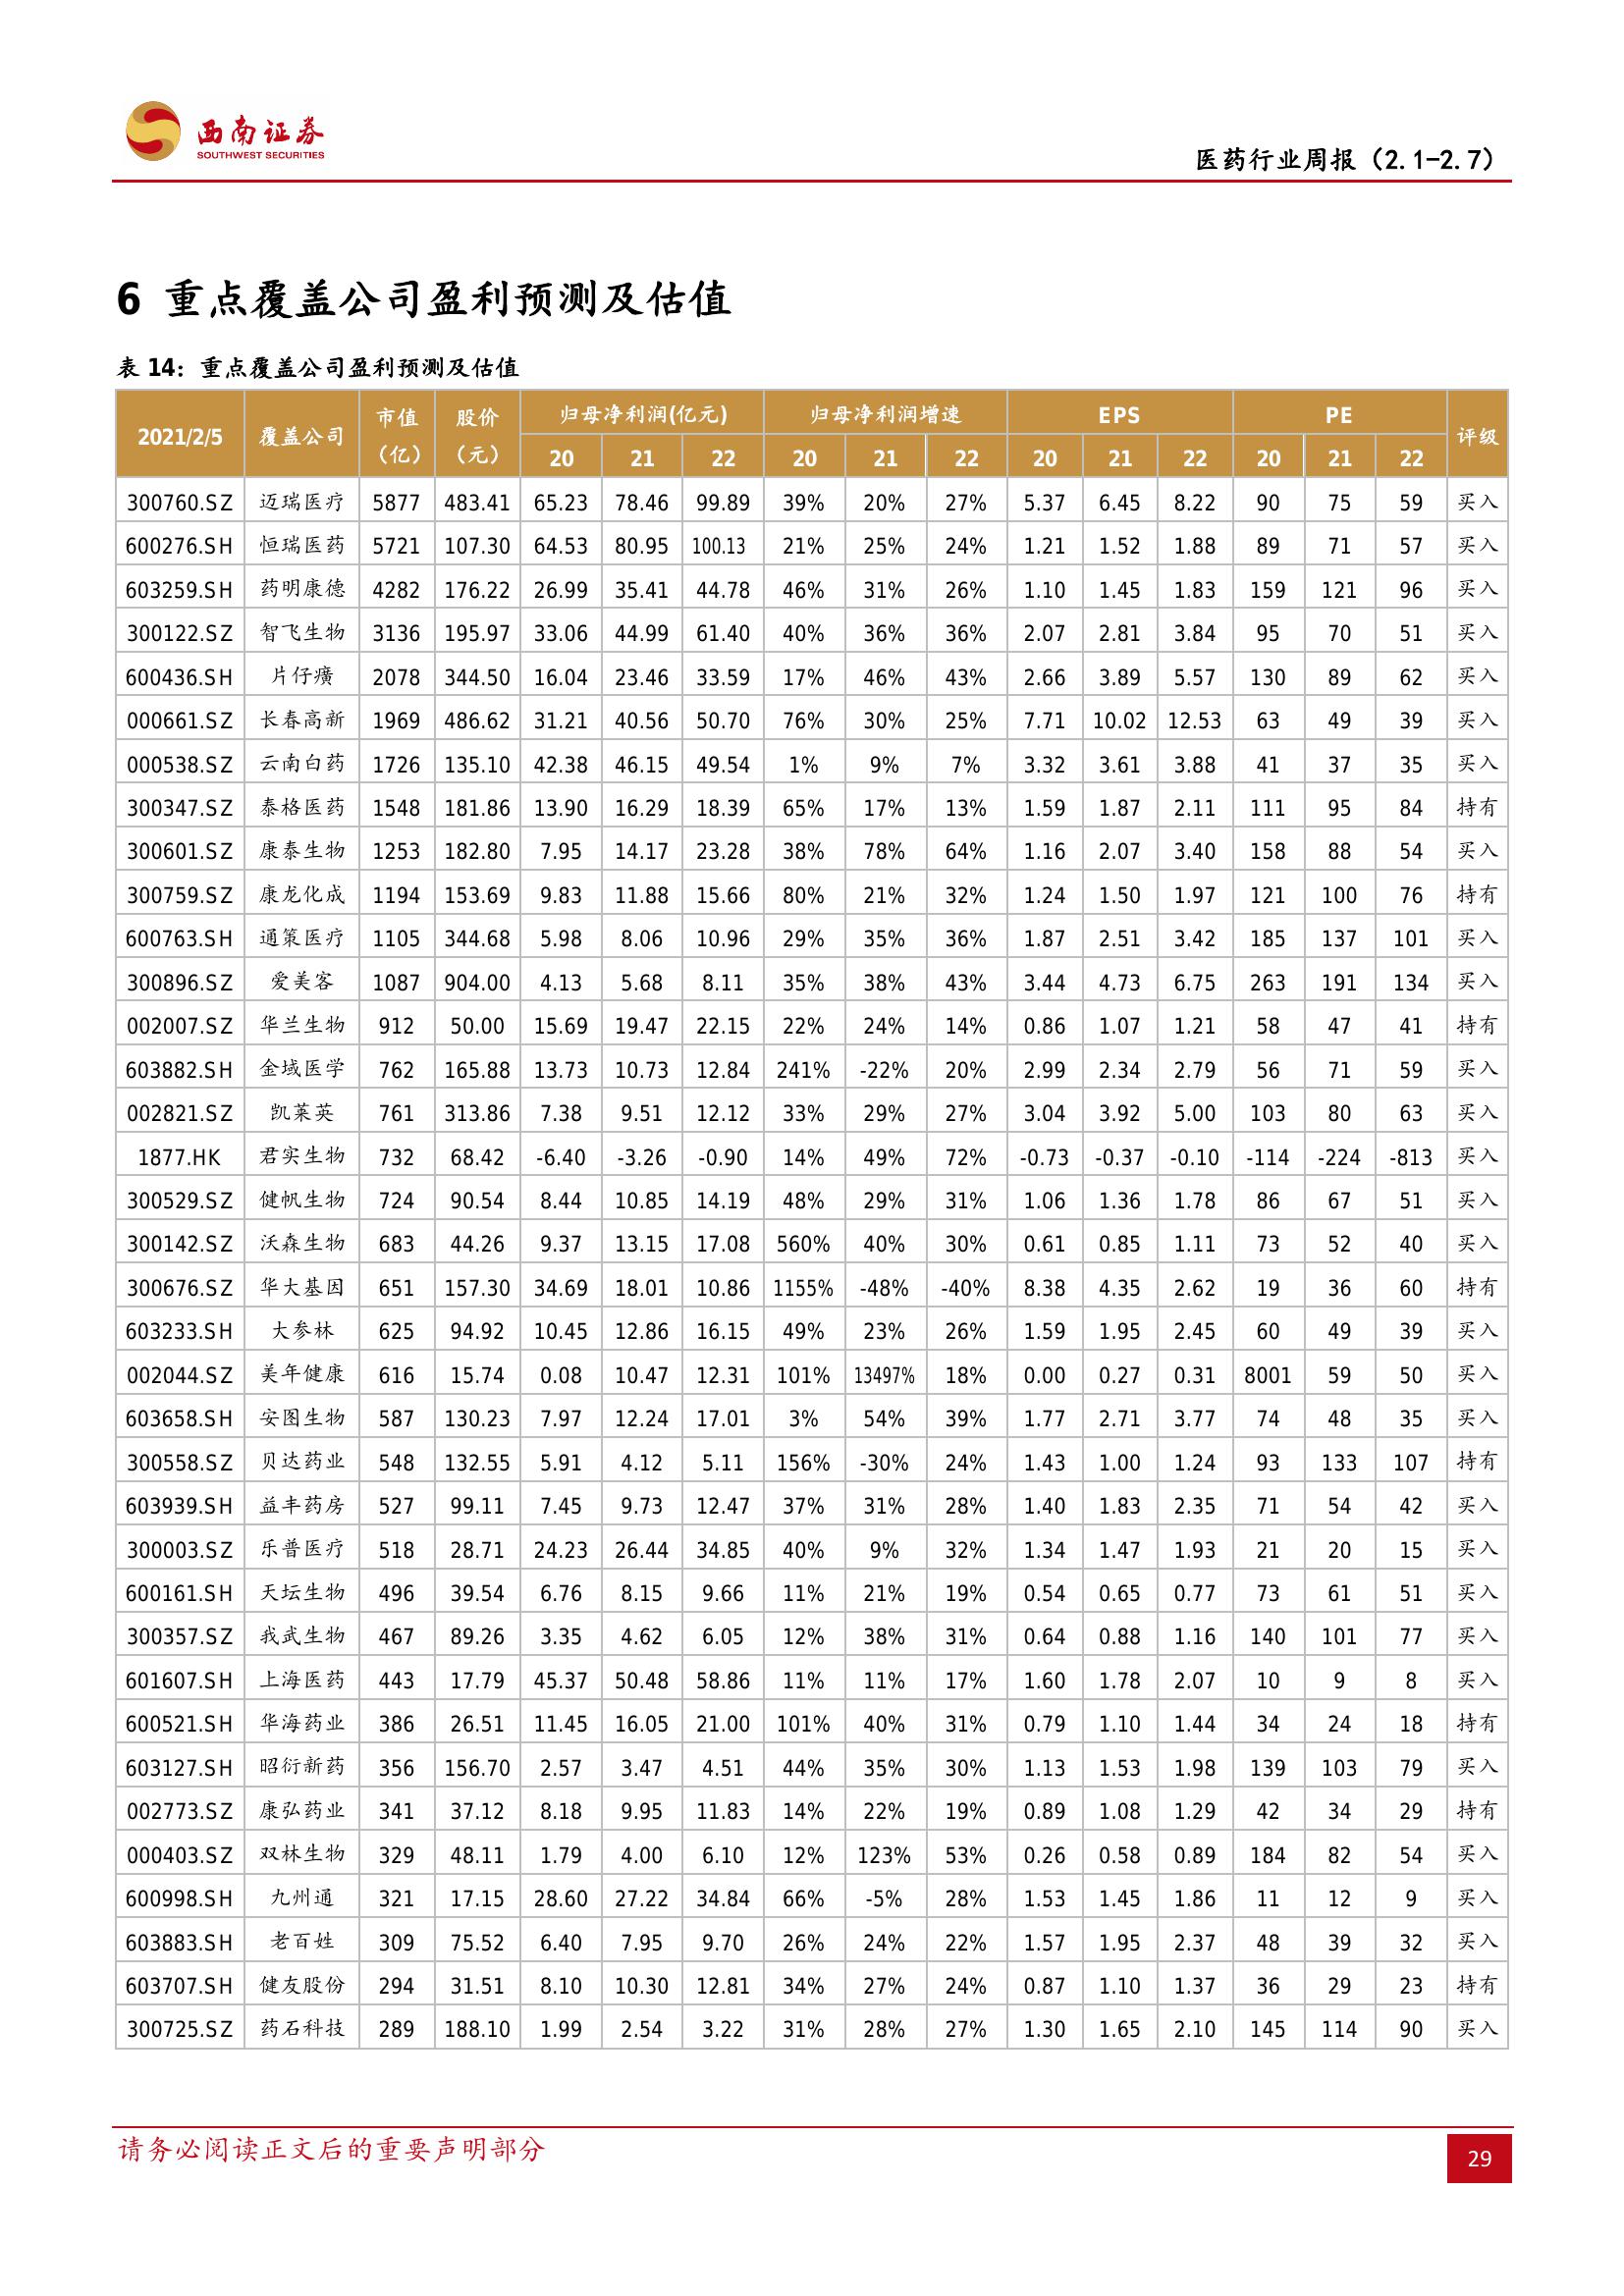 西南证券
SOUTHWEST SECURITIES
医药行业周报（2.1-2.7）
6 重点覆盖公司盈利预测及估值
表 14：重点覆盖公司盈利预测及估值
2021/2/5 覆盖公司 市值（亿） 股价（元） 归母净利润(亿元) 归母净利润增速 EPS PE 评级
20 21 22 20 21 22 20 21 22 20 21 22
300760.SZ 迈瑞医疗 5877 483.41 65.23 78.46 99.89 39% 20% 27% 5.37 6.45 8.22 90 75 59 买入
600276.SH 恒瑞医药 5721 107.30 64.53 80.95 100.13 21% 25% 24% 1.21 1.52 1.88 89 71 57 买入
603259.SH 药明康德 4282 176.22 26.99 35.41 44.78 46% 31% 26% 1.10 1.45 1.83 159 121 96 买入
300122.SZ 智飞生物 3136 195.97 33.06 44.99 61.40 40% 36% 36% 2.07 2.81 3.84 95 70 51 买入
600436.SH 片仔癀 2078 344.50 16.04 23.46 33.59 17% 46% 43% 2.66 3.89 5.57 130 89 62 买入
000661.SZ 长春高新 1969 486.62 31.21 40.56 50.70 76% 30% 25% 7.71 10.02 12.53 63 49 39 买入
000538.SZ 云南白药 1726 135.10 42.38 46.15 49.54 1% 9% 7% 3.32 3.61 3.88 41 37 35 买入
300347.SZ 泰格医药 1548 181.86 13.90 16.29 18.39 65% 17% 13% 1.59 1.87 2.11 111 95 84 持有
300601.SZ 康泰生物 1253 182.80 7.95 14.17 23.28 38% 78% 64% 1.16 2.07 3.40 158 88 54 买入
300759.SZ 康龙化成 1194 153.69 9.83 11.88 15.66 80% 21% 32% 1.24 1.50 1.97 121 100 76 持有
600763.SH 通策医疗 1105 344.68 5.98 8.06 10.96 29% 35% 36% 1.87 2.51 3.42 185 137 101 买入
300896.SZ 爱美客 1087 904.00 4.13 5.68 8.11 35% 38% 43% 3.44 4.73 6.75 263 191 134 买入
002007.SZ 华兰生物 912 50.00 15.69 19.47 22.15 22% 24% 14% 0.86 1.07 1.21 58 47 41 持有
603882.SH 金域医学 762 165.88 13.73 10.73 12.84 241% -22% 20% 2.99 2.34 2.79 56 71 59 买入
002821.SZ 凯莱英 761 313.86 7.38 9.51 12.12 33% 29% 27% 3.04 3.92 5.00 103 80 63 买入
1877.HK 君实生物 732 68.42 -6.40 -3.26 -0.90 14% 49% 72% -0.73 -0.37 -0.10 -114 -224 -813 买入
300529.SZ 健帆生物 724 90.54 8.44 10.85 14.19 48% 29% 31% 1.06 1.36 1.78 86 67 51 买入
300142.SZ 沃森生物 683 44.26 9.37 13.15 17.08 560% 40% 30% 0.61 0.85 1.11 73 52 40 买入
300676.SZ 华大基因 651 157.30 34.69 18.01 10.86 1155% -48% -40% 8.38 4.35 2.62 19 36 60 持有
603233.SH 大参林 625 94.92 10.45 12.86 16.15 49% 23% 26% 1.59 1.95 2.45 60 49 39 买入
002044.SZ 美年健康 616 15.74 0.08 10.47 12.31 101% 13497% 18% 0.00 0.27 0.31 8001 59 50 买入
603658.SH 安图生物 587 130.23 7.97 12.24 17.01 3% 54% 39% 1.77 2.71 3.77 74 48 35 买入
300558.SZ 贝达药业 548 132.55 5.91 4.12 5.11 156% -30% 24% 1.43 1.00 1.24 93 133 107 持有
603939.SH 益丰药房 527 99.11 7.45 9.73 12.47 37% 31% 28% 1.40 1.83 2.35 71 54 42 买入
300003.SZ 乐普医疗 518 28.71 24.23 26.44 34.85 40% 9% 32% 1.34 1.47 1.93 21 20 15 买入
600161.SH 天坛生物 496 39.54 6.76 8.15 9.66 11% 21% 19% 0.54 0.65 0.77 73 61 51 买入
300357.SZ 我武生物 467 89.26 3.35 4.62 6.05 12% 38% 31% 0.64 0.88 1.16 140 101 77 买入
601607.SH 上海医药 443 17.79 45.37 50.48 58.86 11% 11% 17% 1.60 1.78 2.07 10 9 8 买入
600521.SH 华海药业 386 26.51 11.45 16.05 21.00 101% 40% 31% 0.79 1.10 1.44 34 24 18 持有
603127.SH 昭衍新药 356 156.70 2.57 3.47 4.51 44% 35% 30% 1.13 1.53 1.98 139 103 79 买入
002773.SZ 康弘药业 341 37.12 8.18 9.95 11.83 14% 22% 19% 0.89 1.08 1.29 42 34 29 持有
000403.SZ 双林生物 329 48.11 1.79 4.00 6.10 12% 123% 53% 0.26 0.58 0.89 184 82 54 买入
600998.SH 九州通 321 17.15 28.60 27.22 34.84 66% -5% 28% 1.53 1.45 1.86 11 12 9 买入
603883.SH 老百姓 309 75.52 6.40 7.95 9.70 26% 24% 22% 1.57 1.95 2.37 48 39 32 买入
603707.SH 健友股份 294 31.51 8.10 10.30 12.81 34% 27% 24% 0.87 1.10 1.37 36 29 23 持有
300725.SZ 药石科技 289 188.10 1.99 2.54 3.22 31% 28% 27% 1.30 1.65 2.10 145 114 90 买入
请务必阅读正文后的重要声明部分
29